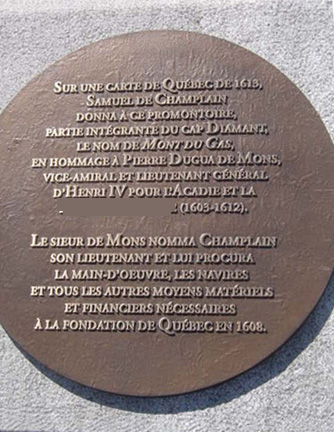 Sur une carte de Québec de 1613,
Samuel de Champlain
donna à ce promontoire,
partie intégrante du cap Diamant,
le nom de Mont du Gas,
en hommage à Pierre Dugua de Mons,
vice-amiral et lieutenant général
d'Henri IV pour l'Acadie et la
(1603-1612).
Le sieur de Mons nomma Champlain
son lieutenant et lui procura
la main-d'oeuvre, les navires
et tous les autres moyens matériels
et financiers nécessaires
à la fondation de Québec en 1608.